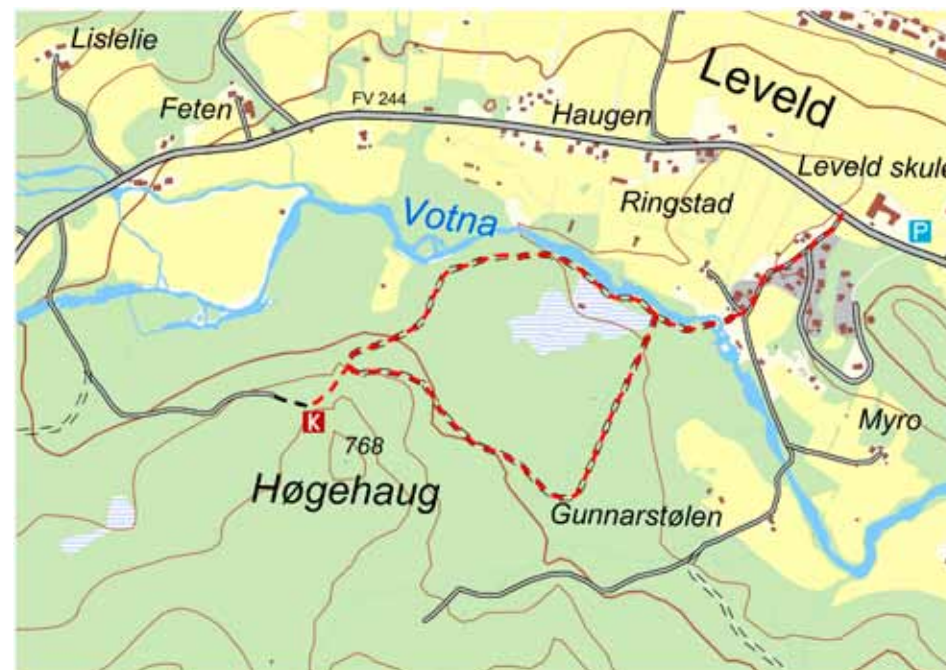 Lislelie
Leveld
Feten
FV 244
Haugen
Leveld skule
Votna
Ringstad
P
K
768
Myro
Høgehaug
Gunnarstølen